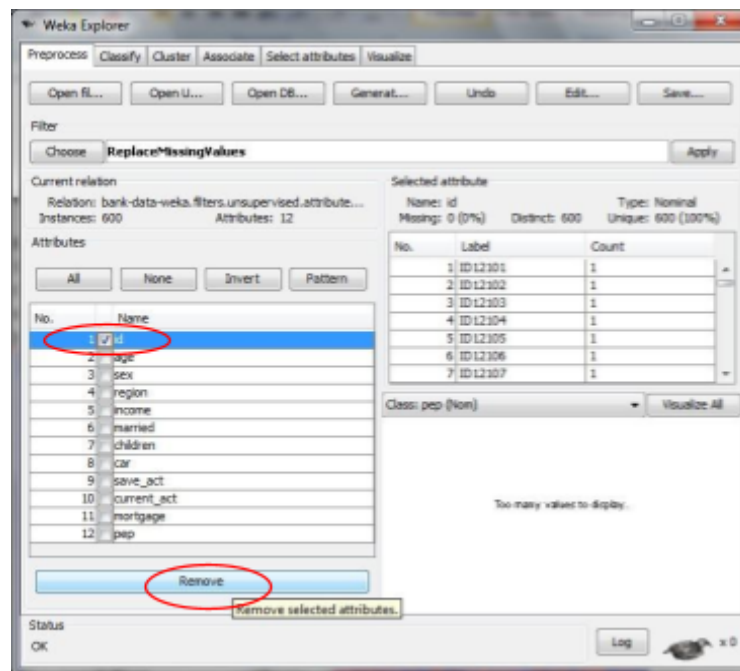 Weka Explorer
Preprocess Classify Cluster Associate Select attributes Visualize
Open fil... Open U... Open DB... Generat.... Undo Edit.... Save....
Filter
Choose ReplaceMissingValues Apply
Current relation
Relation: bank-data-weka.filters.unsupervised.attribute...
Instances: 600 Attributes: 12
Selected attribute
Name: id Type: Nominal
Missing: 0 (0%) Distinct: 600 Unique: 600 (100%)
Attributes
All None Invert Pattern
No. Name
1 id
2 age
3 sex
4 region
5 income
6 married
7 children
8 car
9 save_act
10 current_act
11 mortgage
12 pep
Remove
Remove selected attributes.
No. Label Count
1 ID12101 1
2 ID12102 1
3 ID12103 1
4 ID12104 1
5 ID12105 1
6 ID12106 1
7 ID12107 1
Class: pep (Nom) Visualize All
Too many values to display.
Status
OK
Log x 0